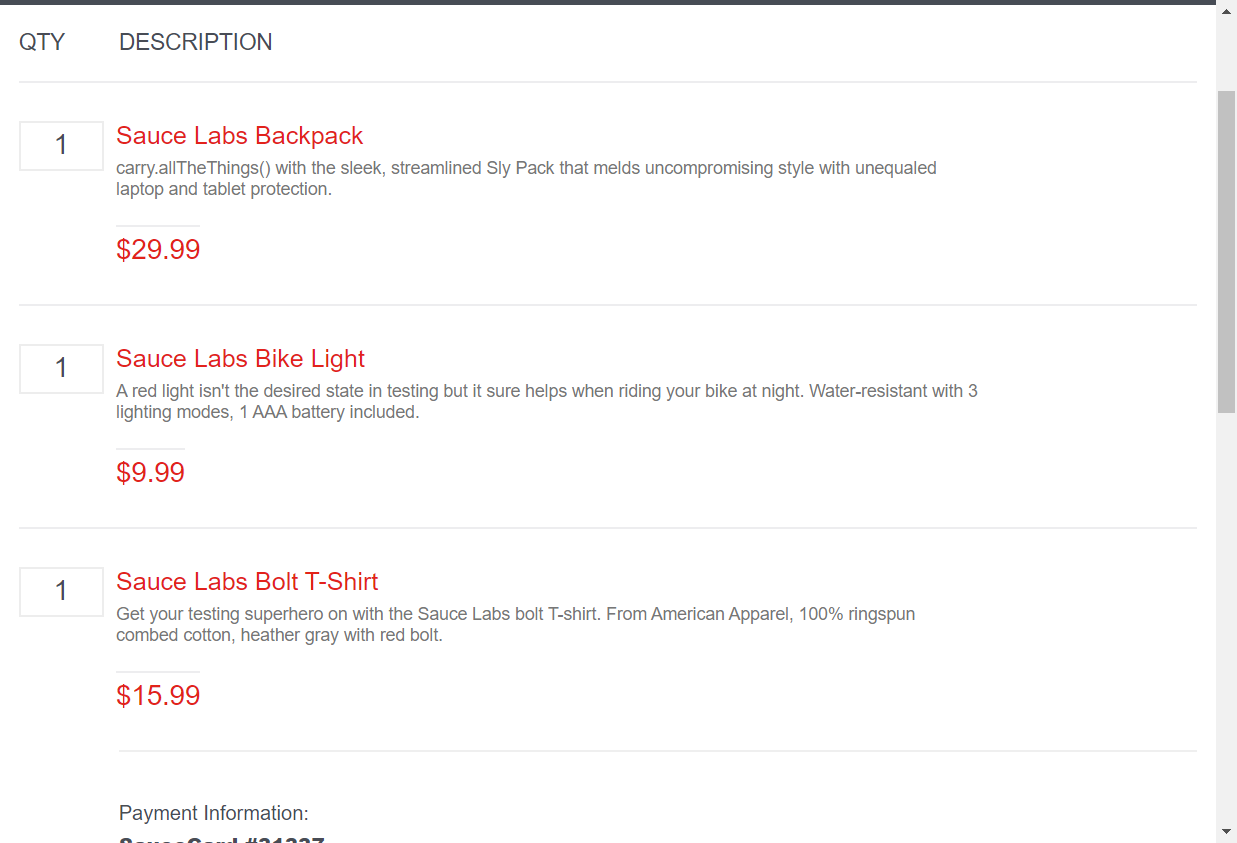 QTY DESCRIPTION
1 Sauce Labs Backpack
carry.allTheThings() with the sleek, streamlined Sly Pack that melds uncompromising style with unequaled
laptop and tablet protection.
$29.99
1 Sauce Labs Bike Light
A red light isn't the desired state in testing but it sure helps when riding your bike at night. Water-resistant with 3
lighting modes, 1 AAA battery included.
$9.99
1 Sauce Labs Bolt T-Shirt
Get your testing superhero on with the Sauce Labs bolt T-shirt. From American Apparel, 100% ringspun
combed cotton, heather gray with red bolt.
$15.99
Payment Information:
SauceCard #31337